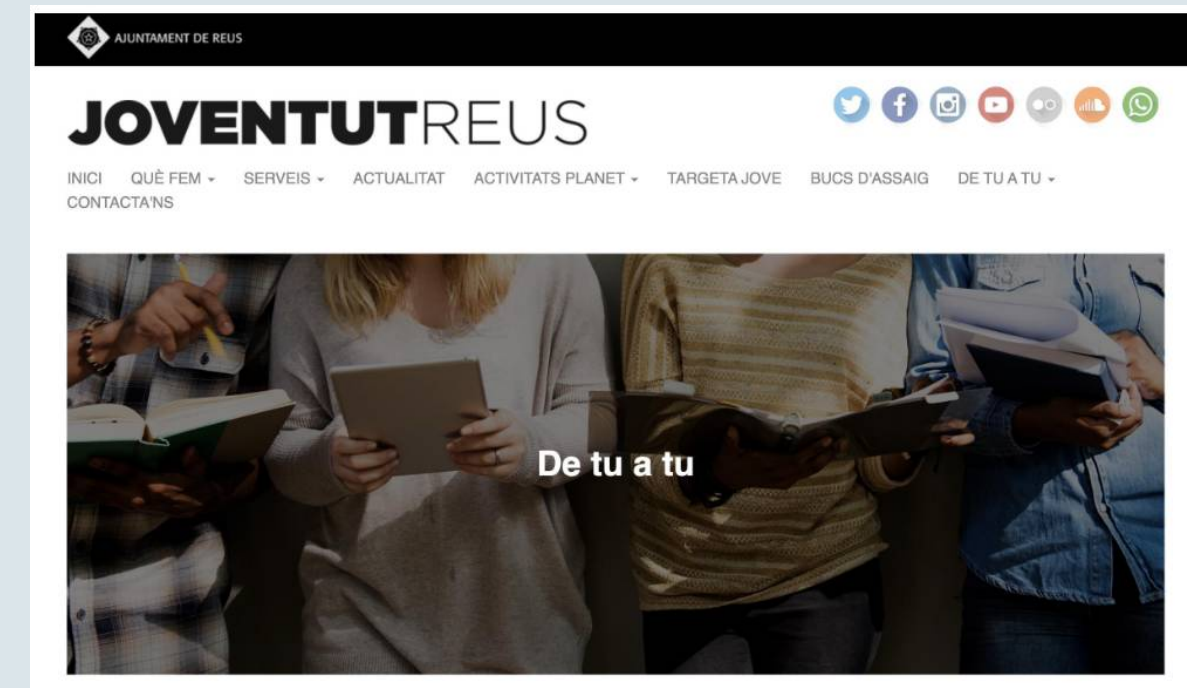 AJUNTAMENT DE REUS
JOVENTUTREUS
INICI QUÈ FEM SERVEIS ACTUALITAT ACTIVITATS PLANET TARGETA JOVE BUCS D'ASSAIG DE TU A TU
CONTACTA'NS
De tu a tu